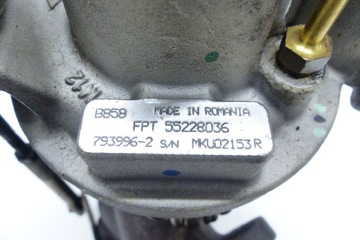 B858 MADE IN ROMANIA
FPT 55228036
793996-2 S/N MKU02153R